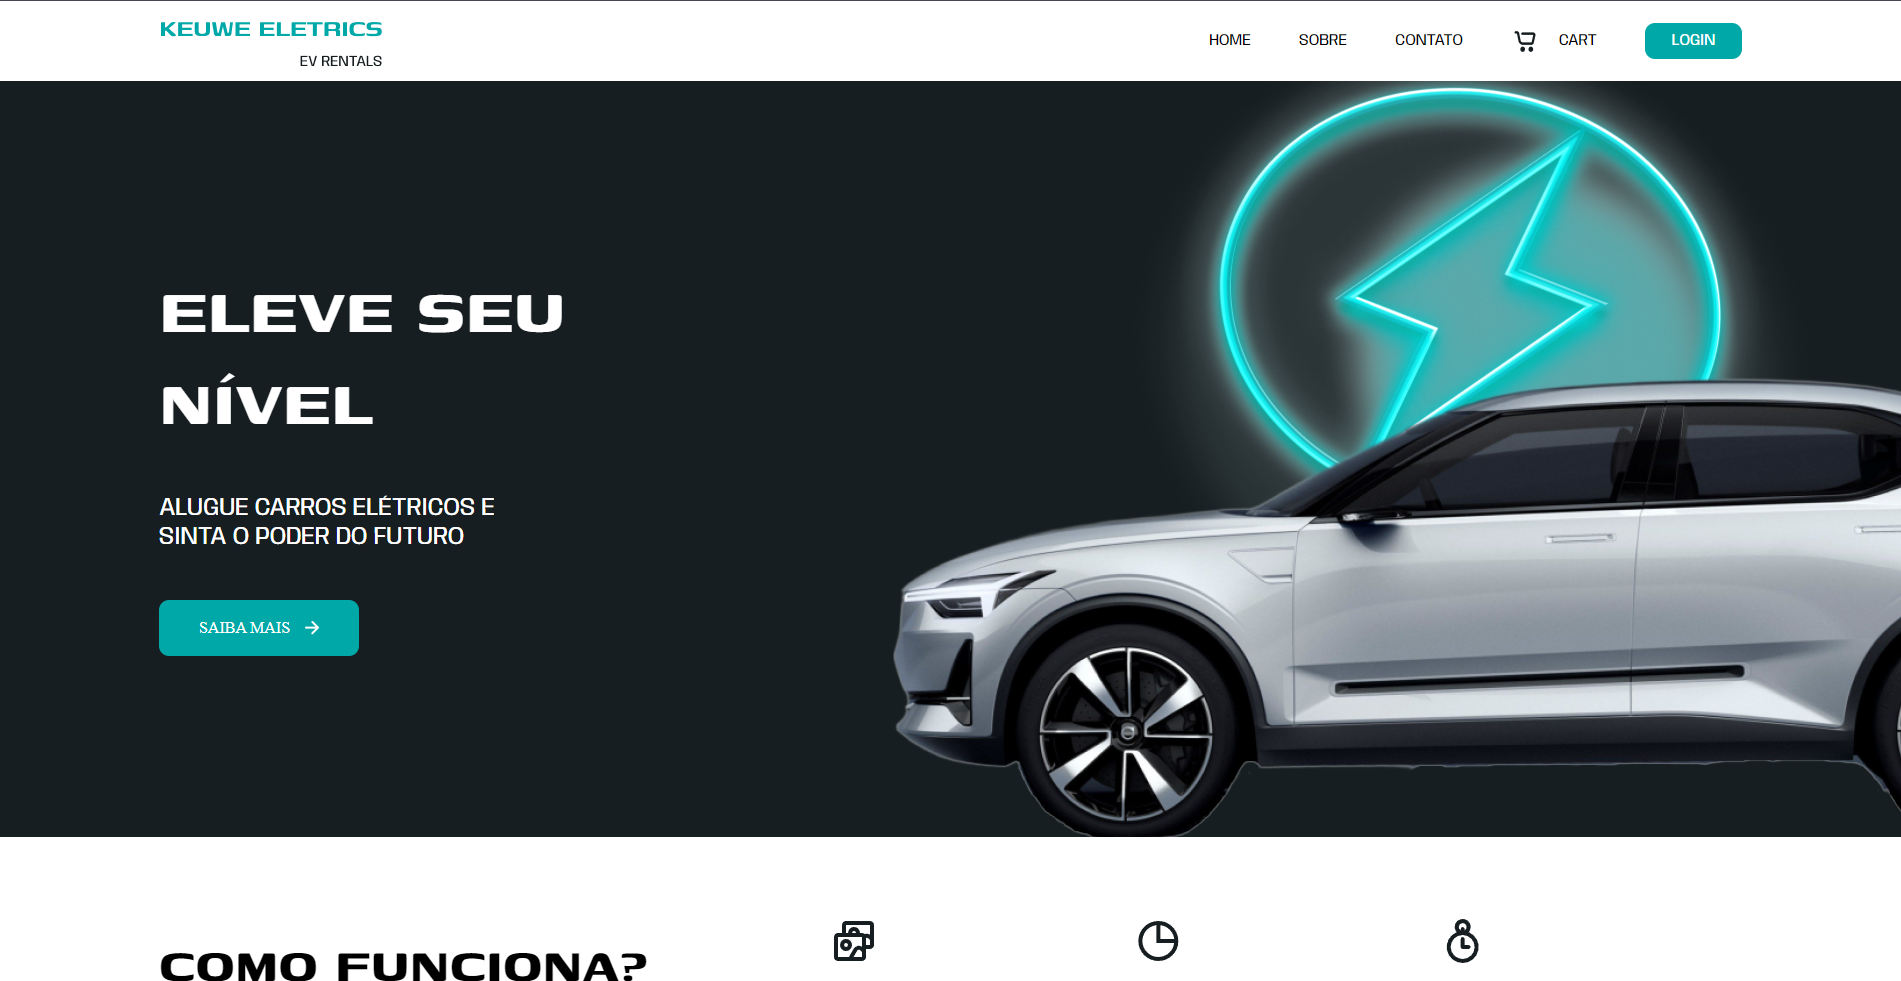 KEUWE ELETRICS
EV RENTALS
HOME
SOBRE
CONTATO
CART
LOGIN
ELEVE SEU
NÍVEL
ALUGUE CARROS ELÉTRICOS E
SINTA O PODER DO FUTURO
SAIBA MAIS
COMO FUNCIONA?